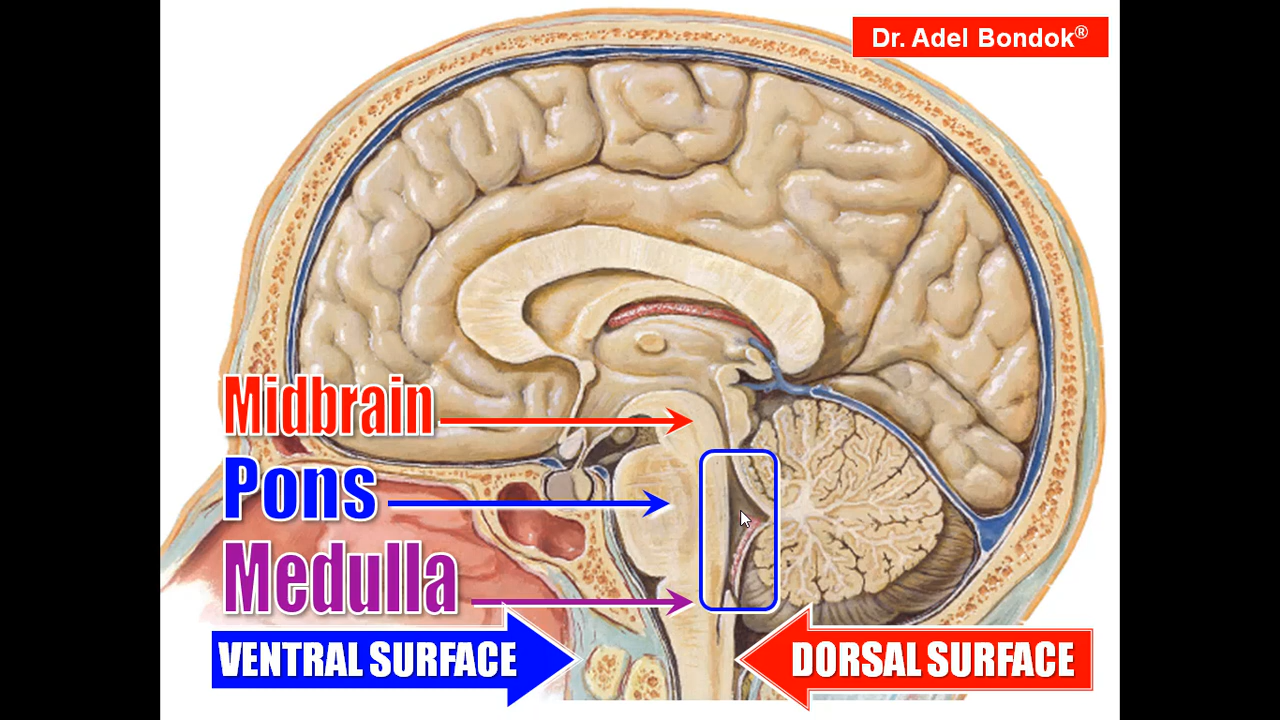 Dr. Adel Bondok®
Midbrain
Pons
Medulla
VENTRAL SURFACE
DORSAL SURFACE